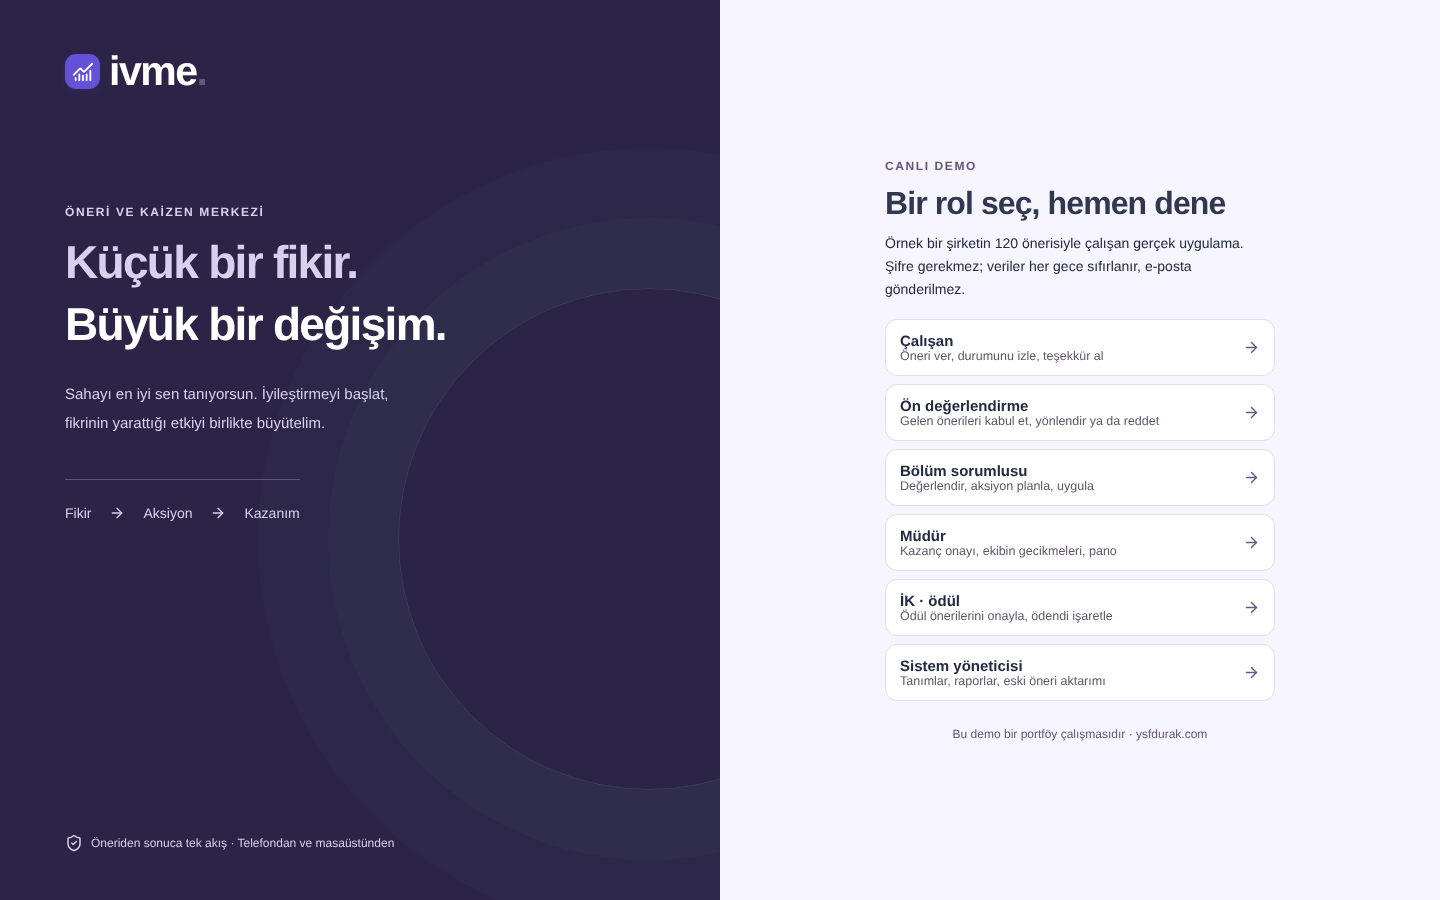 ivme.
ÖNERİ VE KAİZEN MERKEZİ
Küçük bir fikir.
Büyük bir değişim.
Sahayı en iyi sen tanıyorsun. İyileştirmeyi başlat,
fikrinin yarattığı etkiyi birlikte büyütelim.
Fikir → Aksiyon → Kazanım
Öneriden sonuca tek akış · Telefondan ve masaüstünden
CANLI DEMO
Bir rol seç, hemen dene
Örnek bir şirketin 120 önerisiyle çalışan gerçek uygulama.
Şifre gerekmez; veriler her gece sıfırlanır, e-posta
gönderilmez.
Çalışan
Öneri ver, durumunu izle, teşekkür al
Ön değerlendirme
Gelen önerileri kabul et, yönlendir ya da reddet
Bölüm sorumlusu
Değerlendir, aksiyon planla, uygula
Müdür
Kazanç onayı, ekibin gecikmeleri, pano
İK · ödül
Ödül önerilerini onayla, ödendi işaretle
Sistem yöneticisi
Tanımlar, raporlar, eski öneri aktarımı
Bu demo bir portföy çalışmasıdır · ysfdurak.com